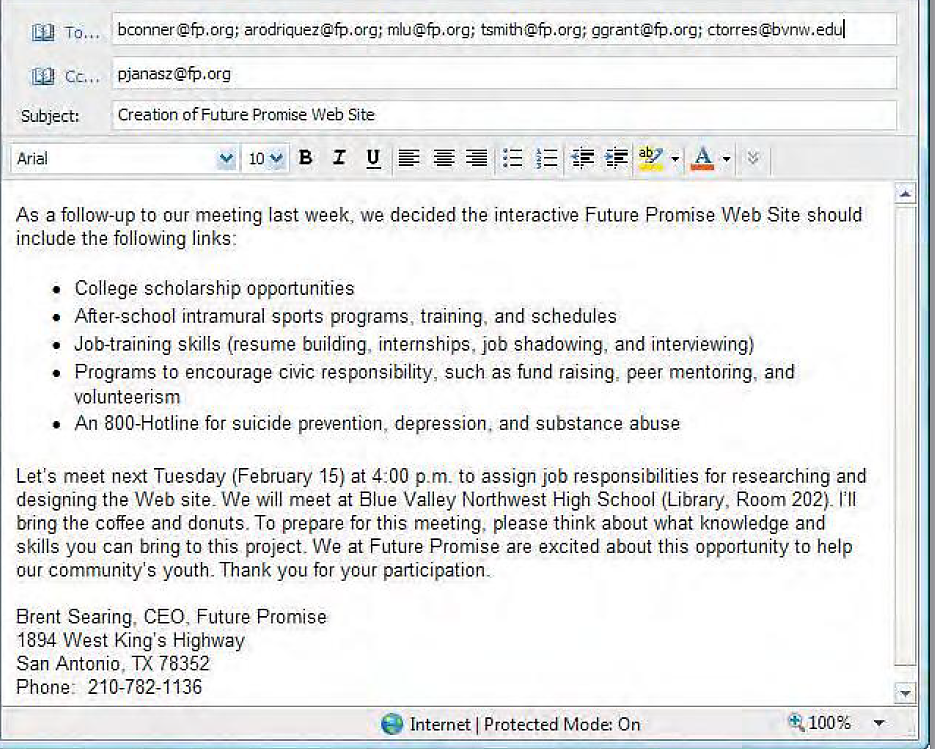 To... bconner@fp.org; arodriquez@fp.org; mlu@fp.org; tsmith@fp.org; ggrant@fp.org; ctorres@bvnw.edu
Cc... pjanasz@fp.org
Subject: Creation of Future Promise Web Site
Arial 10 B I U ab A
As a follow-up to our meeting last week, we decided the interactive Future Promise Web Site should
include the following links:
• College scholarship opportunities
• After-school intramural sports programs, training, and schedules
• Job-training skills (resume building, internships, job shadowing, and interviewing)
• Programs to encourage civic responsibility, such as fund raising, peer mentoring, and
volunteerism
• An 800-Hotline for suicide prevention, depression, and substance abuse
Let's meet next Tuesday (February 15) at 4:00 p.m. to assign job responsibilities for researching and
designing the Web site. We will meet at Blue Valley Northwest High School (Library, Room 202). I'll
bring the coffee and donuts. To prepare for this meeting, please think about what knowledge and
skills you can bring to this project. We at Future Promise are excited about this opportunity to help
our community's youth. Thank you for your participation.
Brent Searing, CEO, Future Promise
1894 West King's Highway
San Antonio, TX 78352
Phone: 210-782-1136
Internet | Protected Mode: On 100%